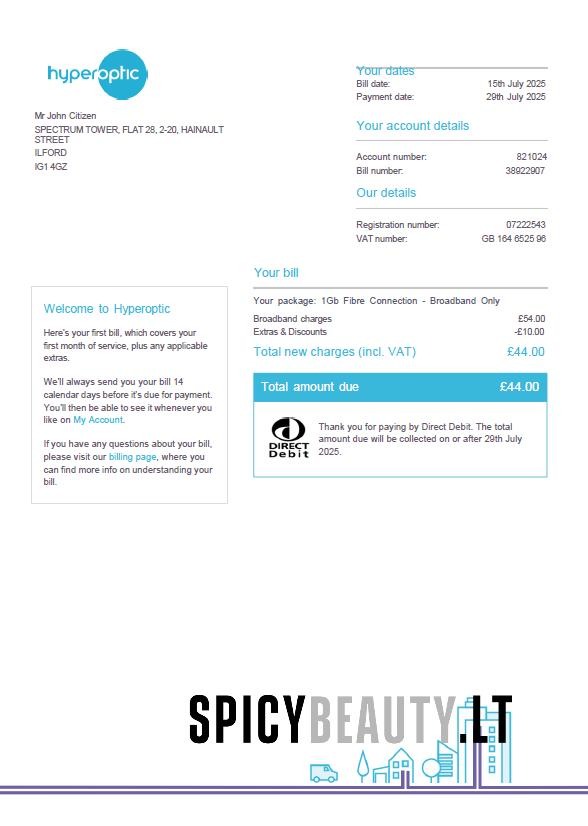 hyperoptic
Mr John Citizen
SPECTRUM TOWER, FLAT 28, 2-20, HAINAULT
STREET
ILFORD
IG1 4GZ
Your dates
Bill date: 15th July 2025
Payment date: 29th July 2025
Your account details
Account number: 821024
Bill number: 38922907
Our details
Registration number: 07222543
VAT number: GB 164 6525 96
Welcome to Hyperoptic
Here's your first bill, which covers your
first month of service, plus any applicable
extras.
We'll always send you your bill 14
calendar days before it's due for payment.
You'll then be able to see it whenever you
like on My Account.
If you have any questions about your bill,
please visit our billing page, where you
can find more info on understanding your
bill.
Your bill
Your package: 1Gb Fibre Connection - Broadband Only
Broadband charges £54.00
Extras & Discounts -£10.00
Total new charges (incl. VAT) £44.00
Total amount due £44.00
DIRECT
Debit
Thank you for paying by Direct Debit. The total
amount due will be collected on or after 29th July
2025.
SPICYBEAUTY.LT